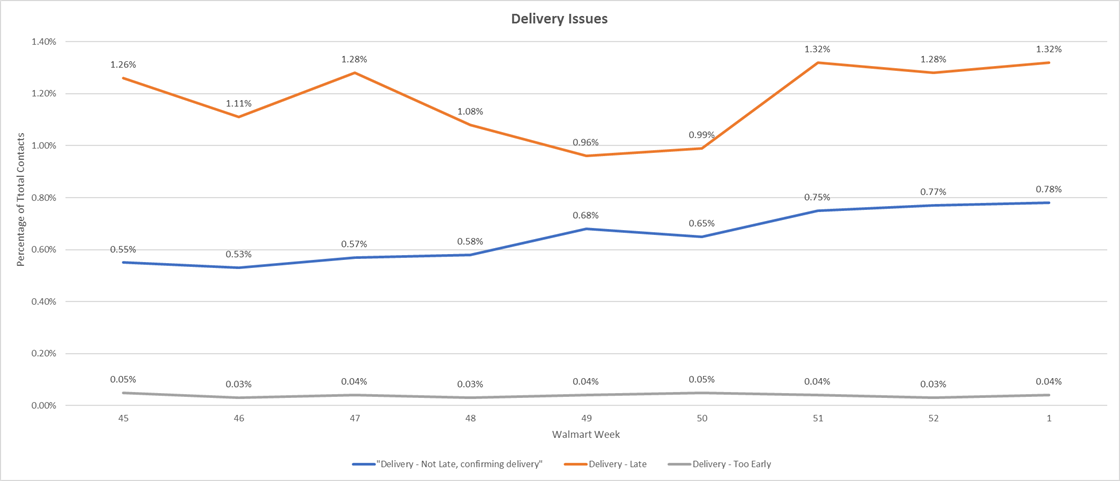 Delivery Issues
1.40%
1.20%
1.00%
0.80%
0.60%
0.40%
0.20%
0.00%
Percentage of Ttotal Contacts
1.26% 1.11% 1.28% 1.08% 0.96% 0.99% 1.32% 1.28% 1.32%
0.55% 0.53% 0.57% 0.58% 0.68% 0.65% 0.75% 0.77% 0.78%
0.05% 0.03% 0.04% 0.03% 0.04% 0.05% 0.04% 0.03% 0.04%
45 46 47 48 49 50 51 52 1
Walmart Week
"Delivery - Not Late, confirming delivery" Delivery - Late Delivery - Too Early